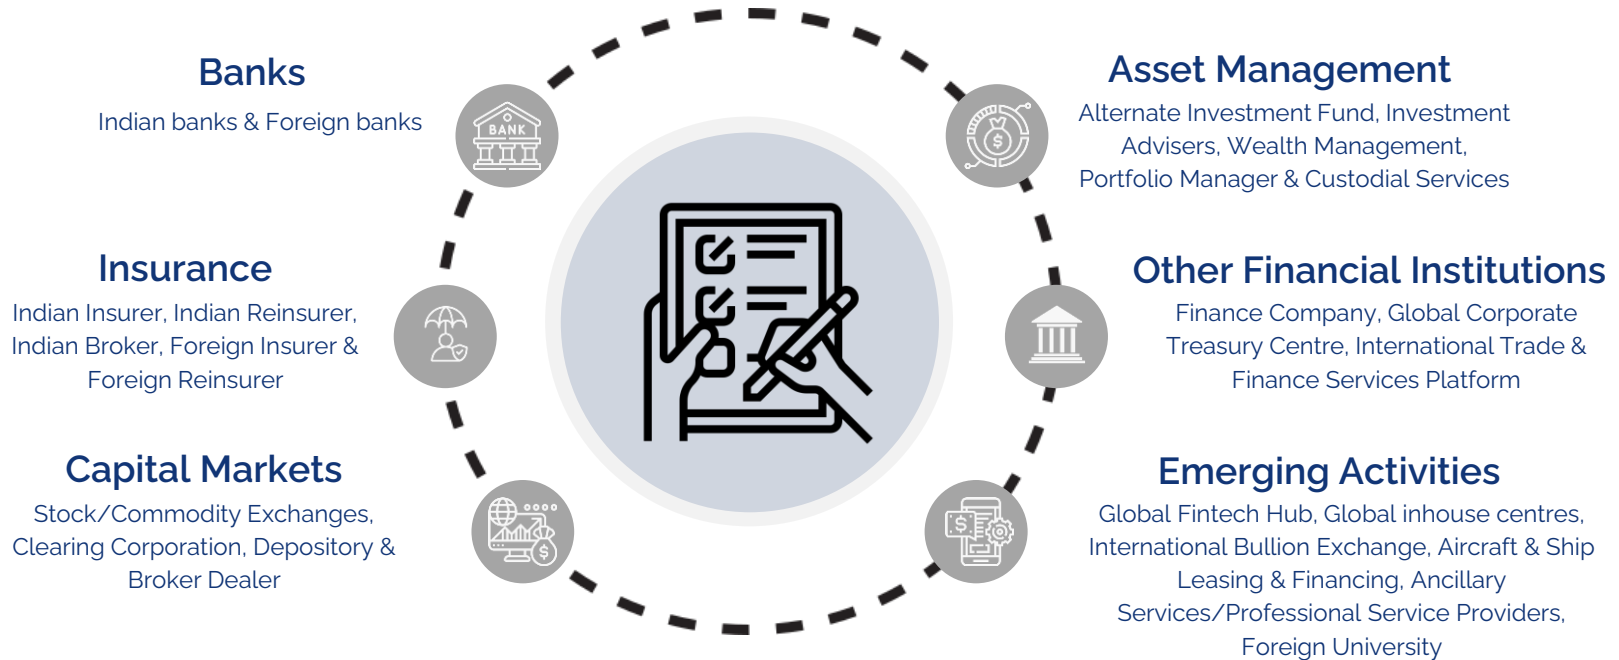 Banks
Indian banks & Foreign banks
BANK
Insurance
Indian Insurer, Indian Reinsurer,
Indian Broker, Foreign Insurer &
Foreign Reinsurer
Capital Markets
Stock/Commodity Exchanges,
Clearing Corporation, Depository &
Broker Dealer
$
Asset Management
Alternate Investment Fund, Investment
Advisers, Wealth Management,
Portfolio Manager & Custodial Services
$
Other Financial Institutions
Finance Company, Global Corporate
Treasury Centre, International Trade &
Finance Services Platform
Emerging Activities
Global Fintech Hub, Global inhouse centres,
International Bullion Exchange, Aircraft & Ship
Leasing & Financing, Ancillary
Services/Professional Service Providers,
Foreign University
$